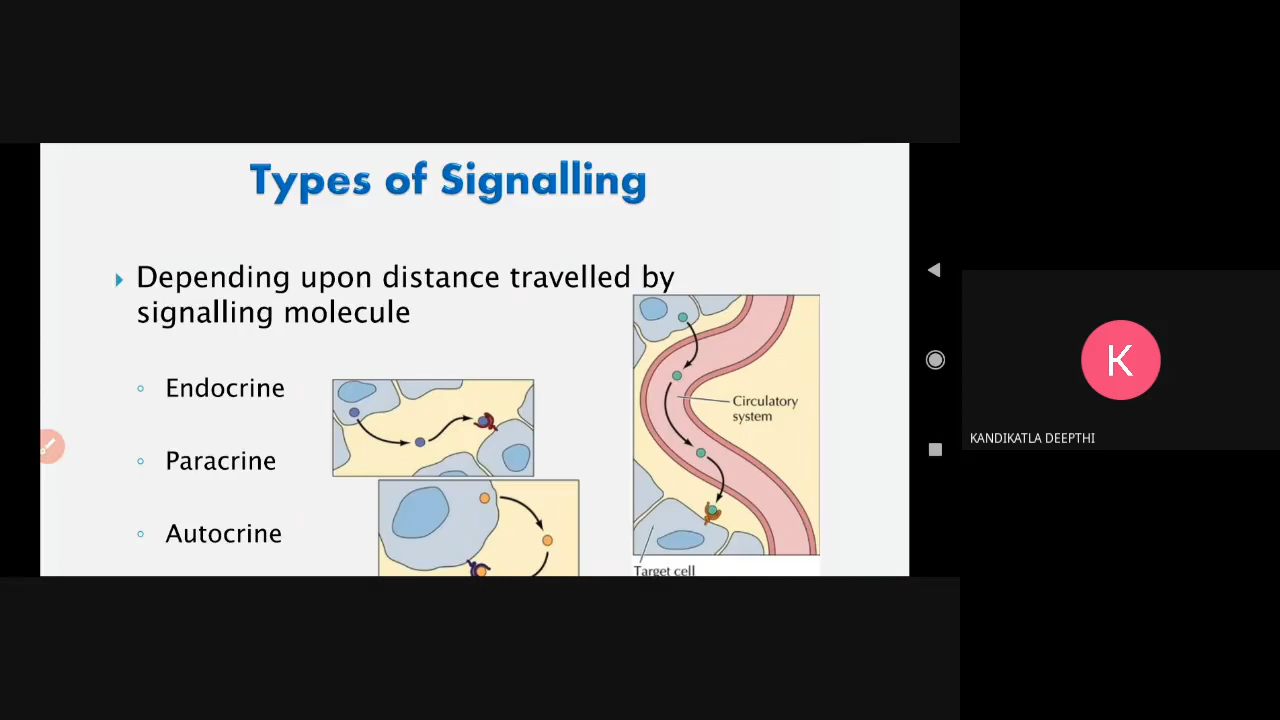 Types of Signalling
Depending upon distance travelled by
signalling molecule
Endocrine
Paracrine
Autocrine
Circulatory
system
Target cell
K
KANDIKATLA DEEPTHI